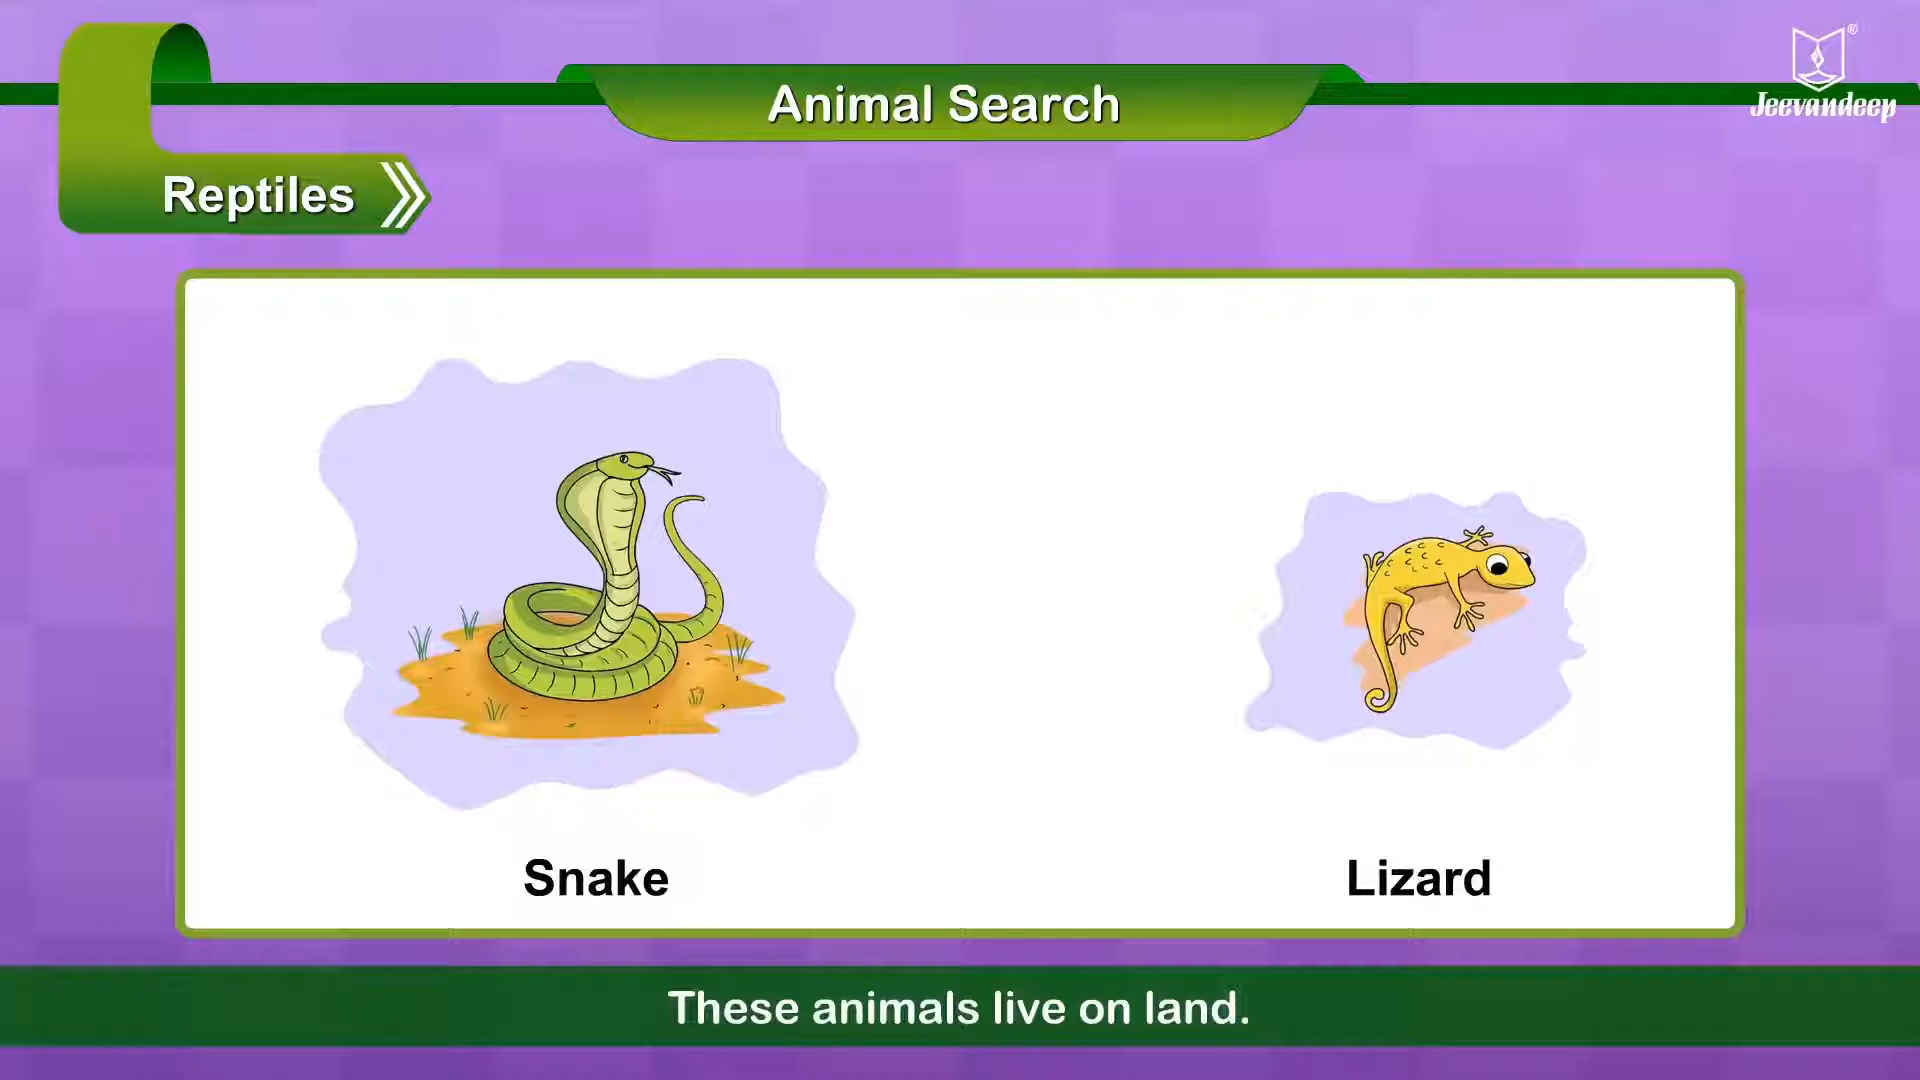 Animal Search
®
Jeevandeep
Reptiles
Snake
Lizard
These animals live on land.